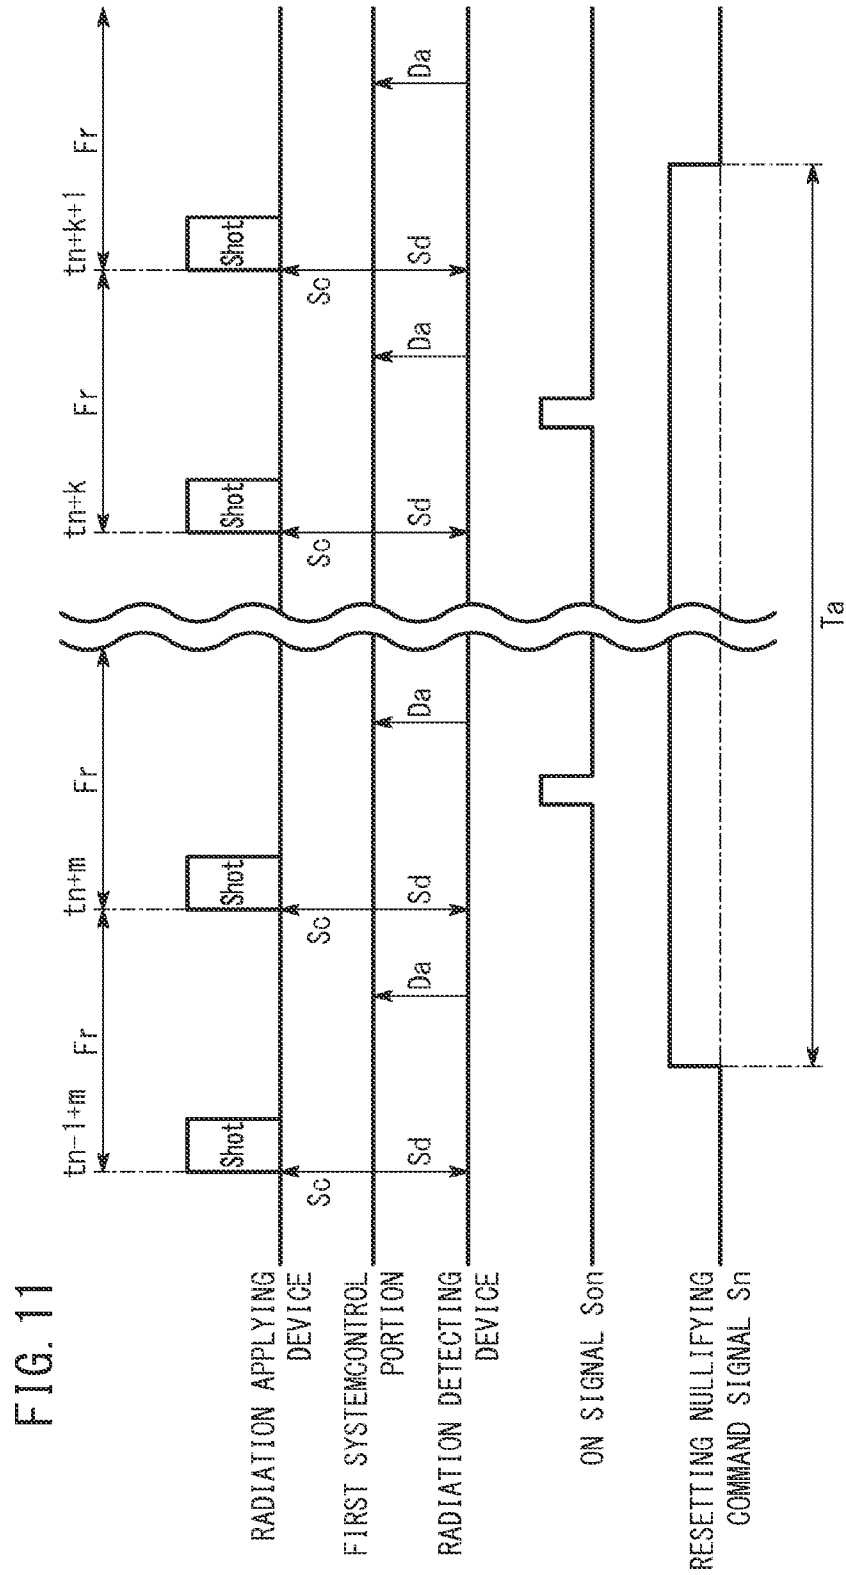 FIG. 11
tn-1+m
tn+m
tn+k
tn+k+1
Fr
Fr
Fr
Fr
Shot
Shot
Shot
Shot
RADIATION APPLYING
DEVICE
Sc
Sc
Sc
Sc
FIRST SYSTEMCONTROL
PORTION
Sd
Da
Sd
Da
Sd
Da
Sd
Da
RADIATION DETECTING
DEVICE
ON SIGNAL Son
RESETTING NULLIFYING
COMMAND SIGNAL Sn
Ta